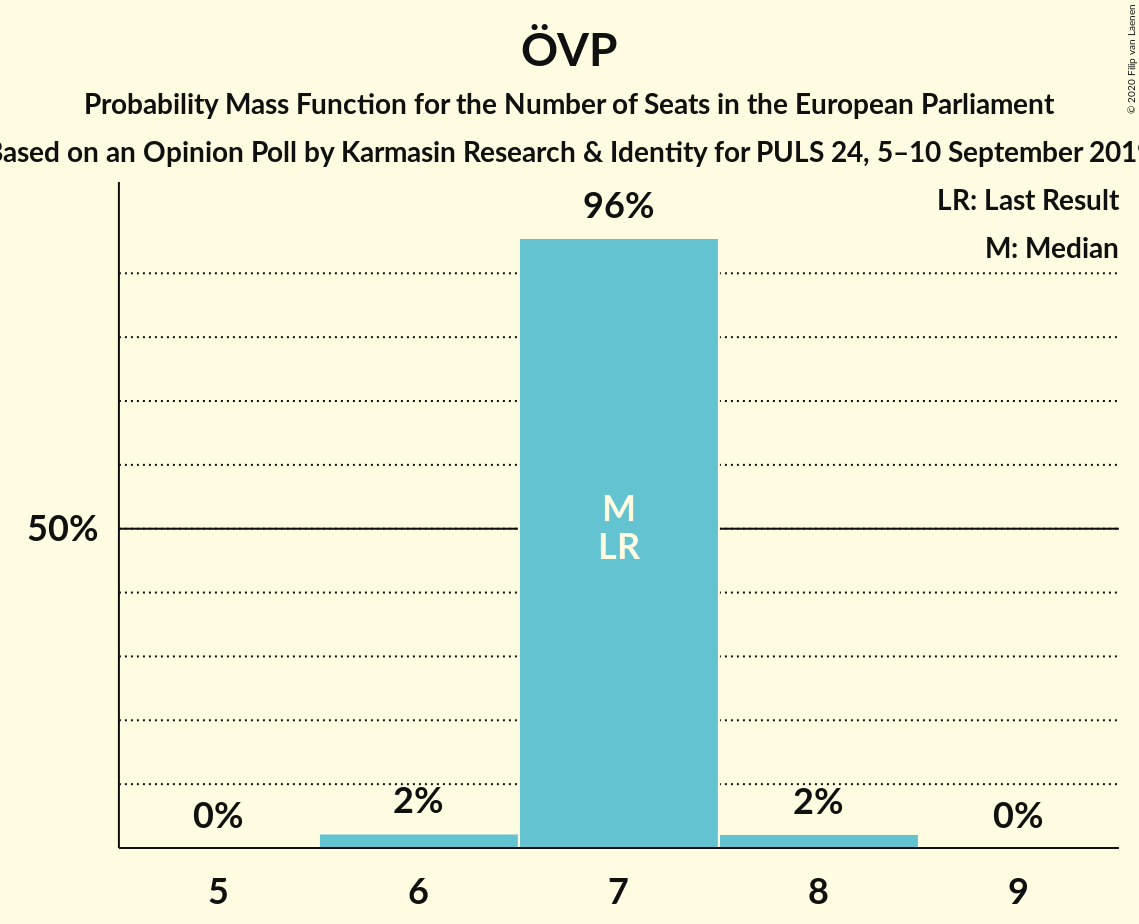 ÖVP
Probability Mass Function for the Number of Seats in the European Parliament
Based on an Opinion Poll by Karmasin Research & Identity for PULS 24, 5–10 September 2019
© 2020 Filip van Laenen
LR: Last Result
M: Median
96%
50%
M
LR
0%
2%
2%
0%
5
6
7
8
9